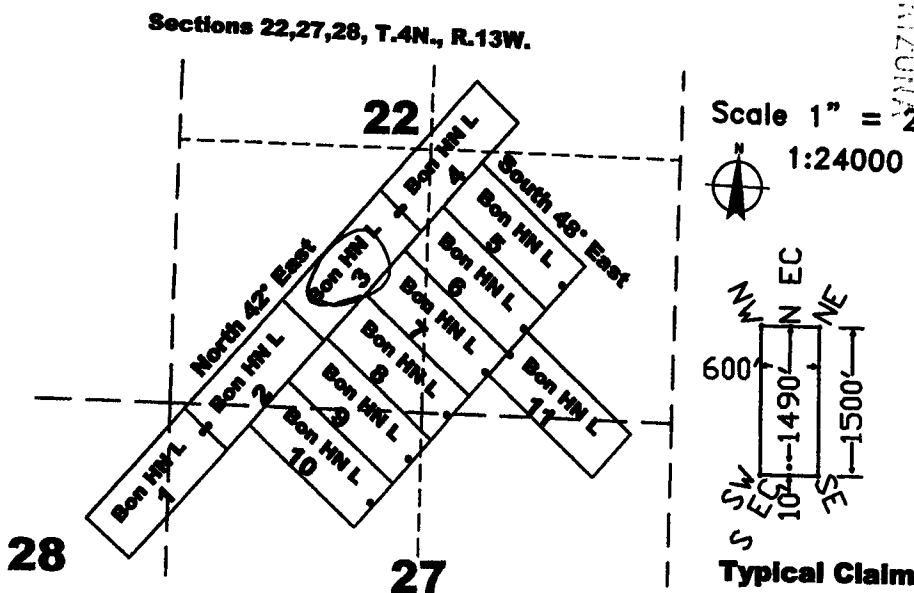 Sections 22,27,28, T.4N., R.13W.
22
Scale 1" =
1:24000
N
North 42° East
South 48° East
Bon HN L
4
Bon HN L
3
Bon HN L
2
Bon HN L
1
Bon HN L
5
Bon HN L
6
Bon HN L
7
Bon HN L
8
Bon HN L
9
Bon HN L
10
Bon HN L
11
28
27
NW
N EC
NE
600'
1490'
1500'
10'
SW
S EC
SE
Typical Claim